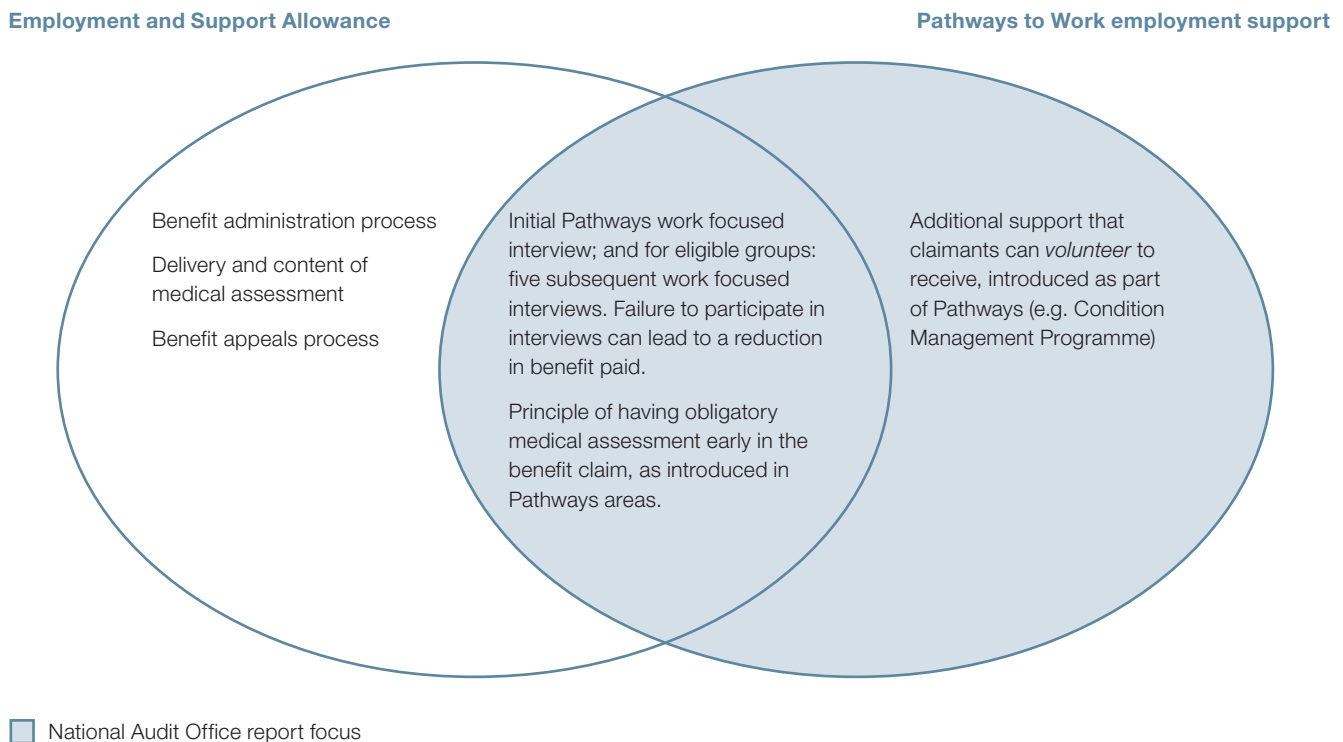 Employment and Support Allowance
Pathways to Work employment support
Benefit administration process
Delivery and content of
medical assessment
Benefit appeals process
Initial Pathways work focused
interview; and for eligible groups:
five subsequent work focused
interviews. Failure to participate in
interviews can lead to a reduction
in benefit paid.
Principle of having obligatory
medical assessment early in the
benefit claim, as introduced in
Pathways areas.
Additional support that
claimants can volunteer to
receive, introduced as part
of Pathways (e.g. Condition
Management Programme)
National Audit Office report focus